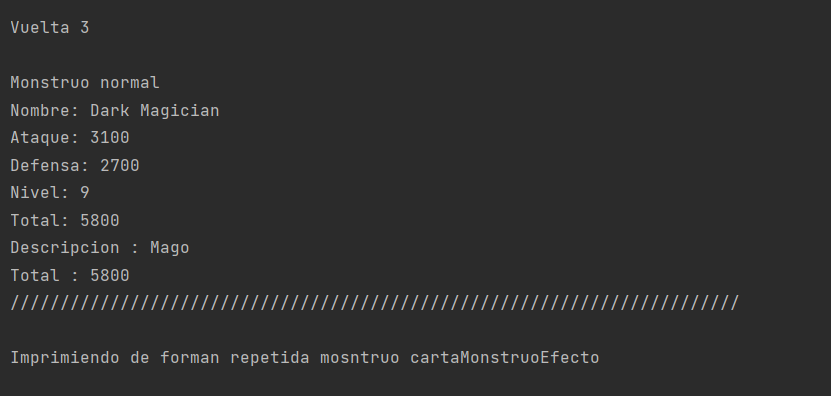 Vuelta 3
Monstruo normal
Nombre: Dark Magician
Ataque: 3100
Defensa: 2700
Nivel: 9
Total: 5800
Descripcion : Mago
Total : 5800
/////////////////////////////////////////////////////////////////////////
Imprimiendo de forman repetida mosntruo cartaMonstruoEfecto